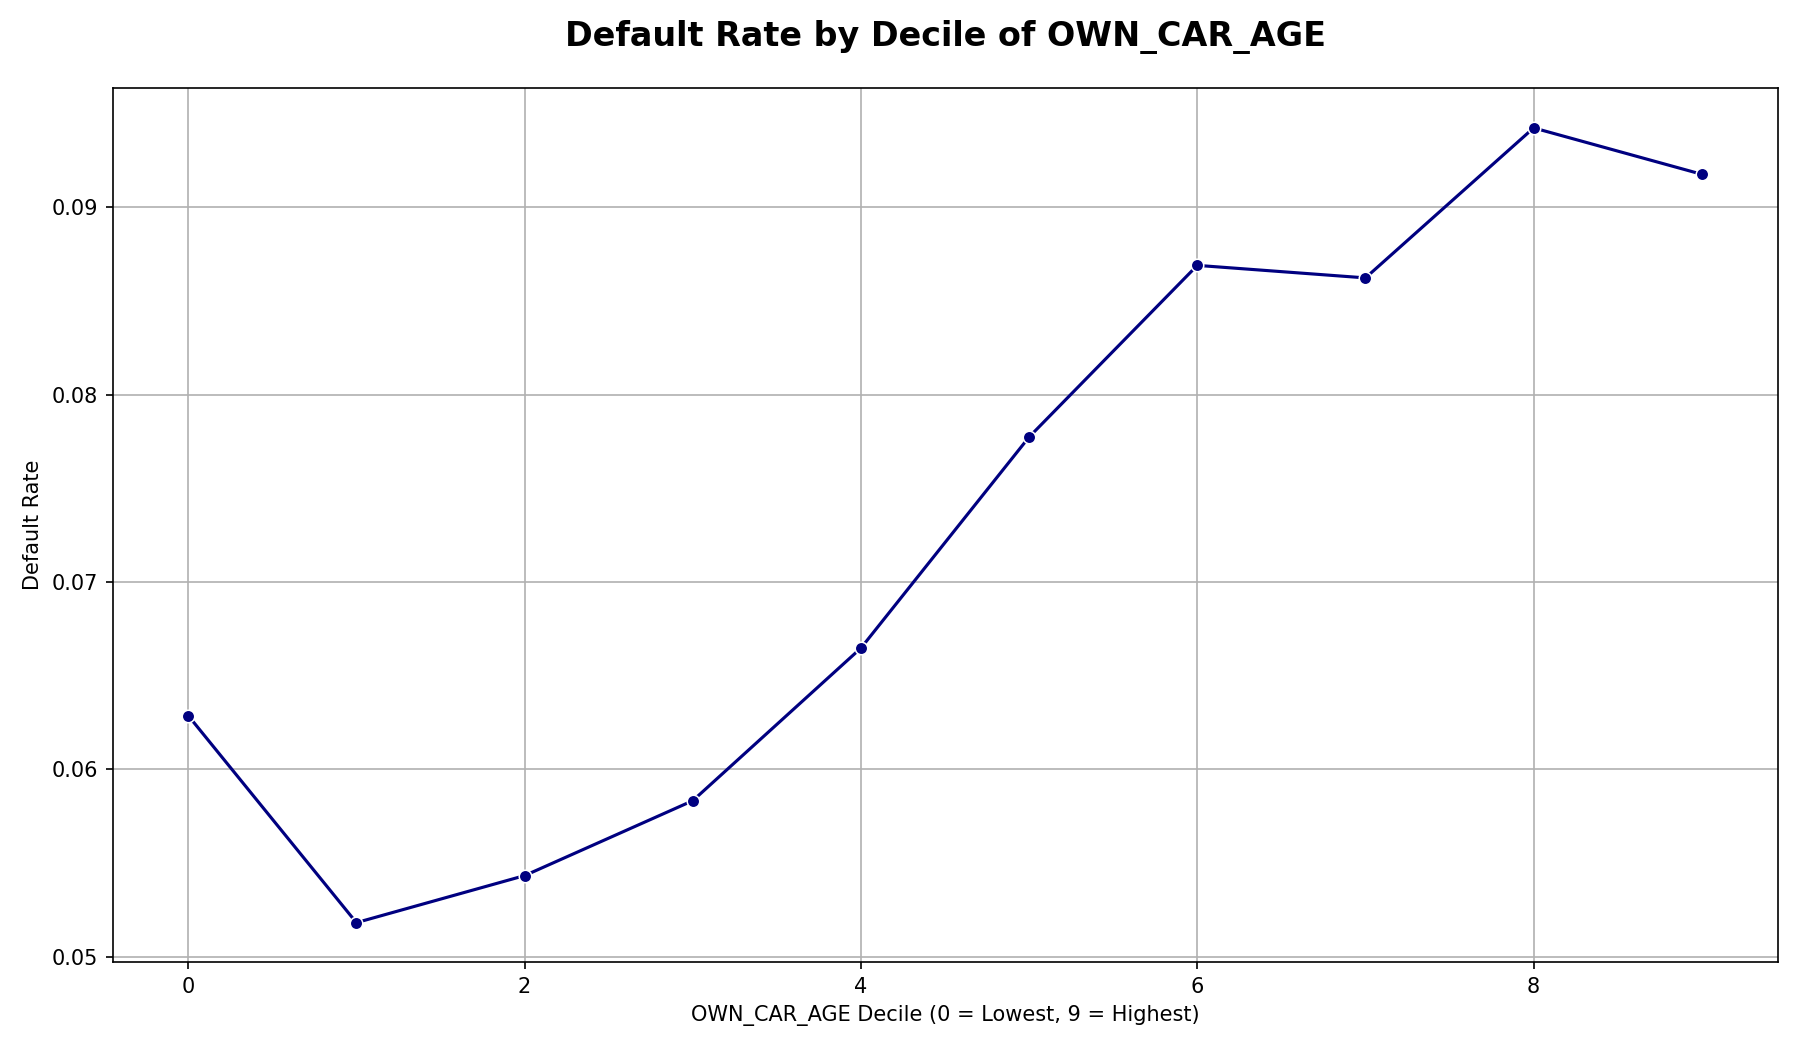 Default Rate by Decile of OWN_CAR_AGE
Default Rate
0.09
0.08
0.07
0.06
0.05
0 2 4 6 8
OWN_CAR_AGE Decile (0 = Lowest, 9 = Highest)